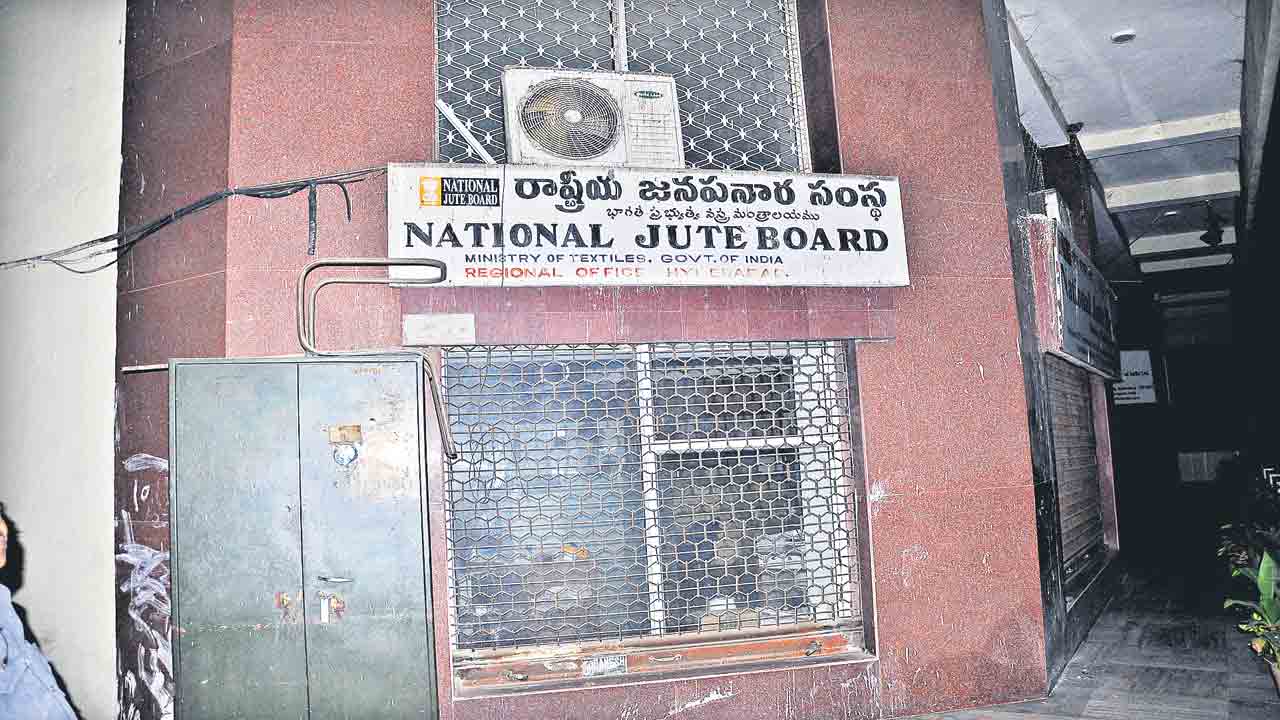 NATIONAL
JUTE BOARD
రాష్ట్రీయ జనపనార సంస్థ
భారత ప్రభుత్వ వస్త్ర మంత్రాలయము
NATIONAL JUTE BOARD
MINISTRY OF TEXTILES. GOVT. OF INDIA
REGIONAL OFFICE HYDERABAD.
10